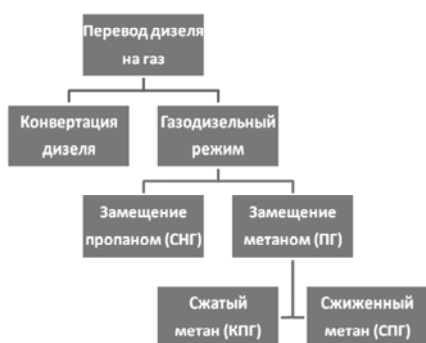 Перевод дизеля
на газ
Конвертация
дизеля
Газодизельный
режим
Замещение
пропаном (СНГ)
Замещение
метаном (ПГ)
Сжатый
метан (КПГ)
Сжиженный
метан (СПГ)